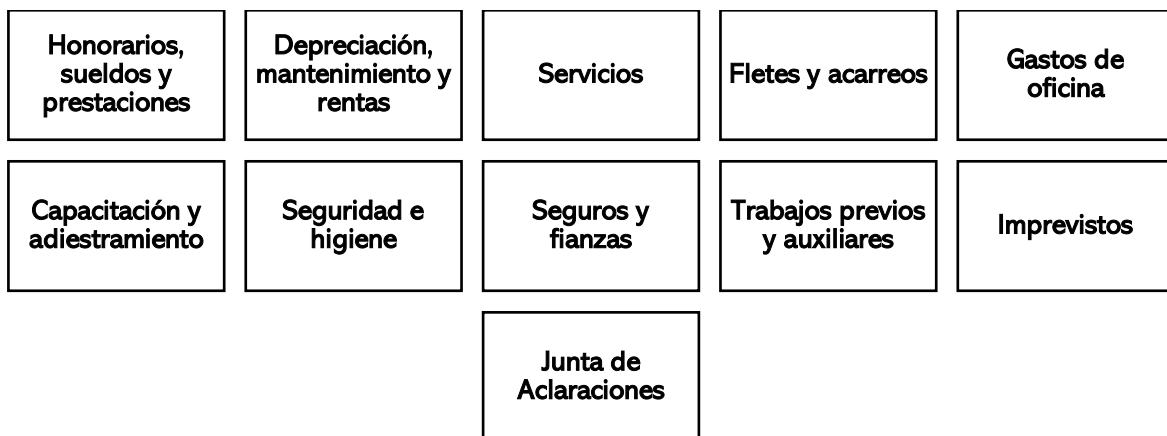 Honorarios,
sueldos y
prestaciones
Depreciación,
mantenimiento y
rentas
Servicios
Fletes y acarreos
Gastos de
oficina
Capacitación y
adiestramiento
Seguridad e
higiene
Seguros y
fianzas
Trabajos previos
y auxiliares
Imprevistos
Junta de
Aclaraciones